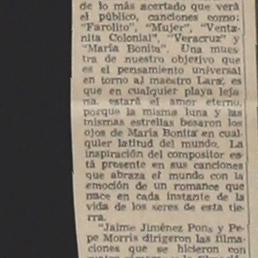 de lo más acertado que verá
el público, canciones como:
"Farolito", "Mujer", "Venta-
nita Colonial", "Veracruz" y
"María Bonita". Una mues-
tra de nuestro objetivo que
es el pensamiento universal
en torno al maestro Lara, es
que en cualquier playa leja-
na, estará el amor eterno,
porque la misma luna y las
mismas estrellas besaron los
ojos de María Bonita en cual-
quier latitud del mundo. La
inspiración del compositor es-
tá presente en sus canciones
que abraza el mundo con la
emoción de un romance que
nace en cada instante de la
vida de los seres de esta tie-
rra.
"Jaime Jiménez Pons y Pe-
pe Morris dirigeron las filma-
ciones que se hicieron con